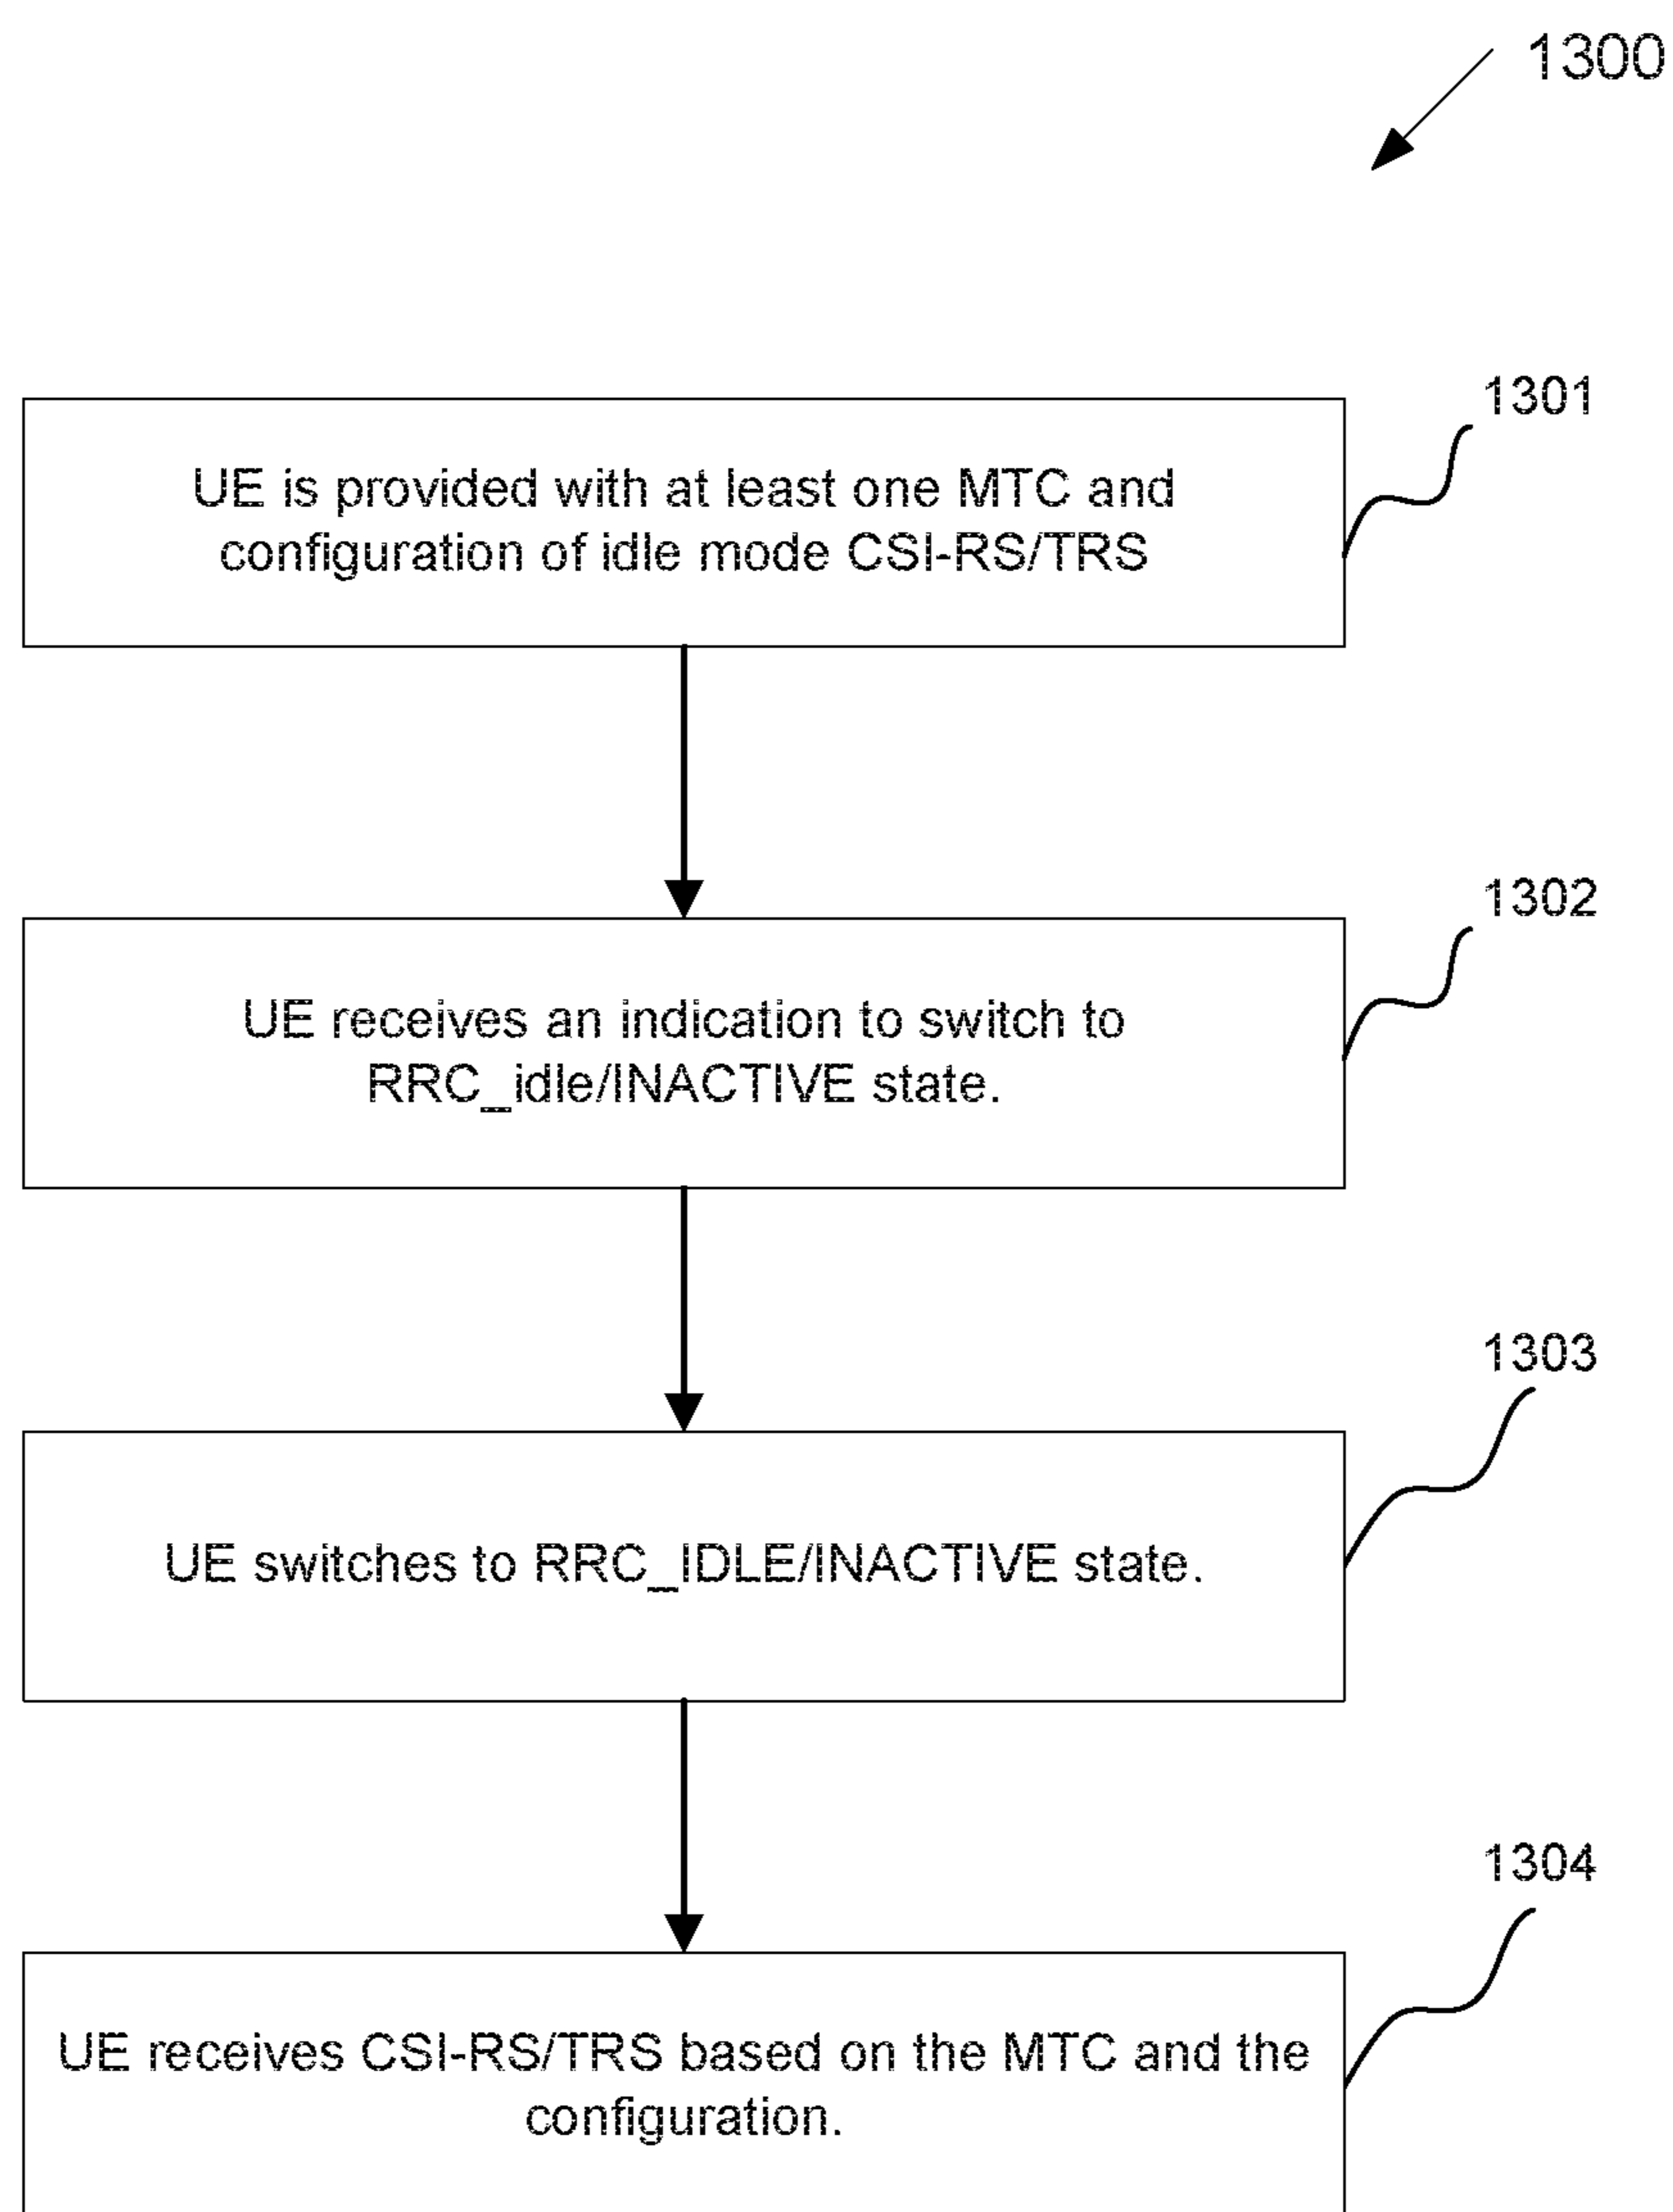 1300
1301
UE is provided with at least one MTC and
configuration of idle mode CSI-RS/TRS
1302
UE receives an indication to switch to
RRC_idle/INACTIVE state.
1303
UE switches to RRC_IDLE/INACTIVE state.
1304
UE receives CSI-RS/TRS based on the MTC and the
configuration.